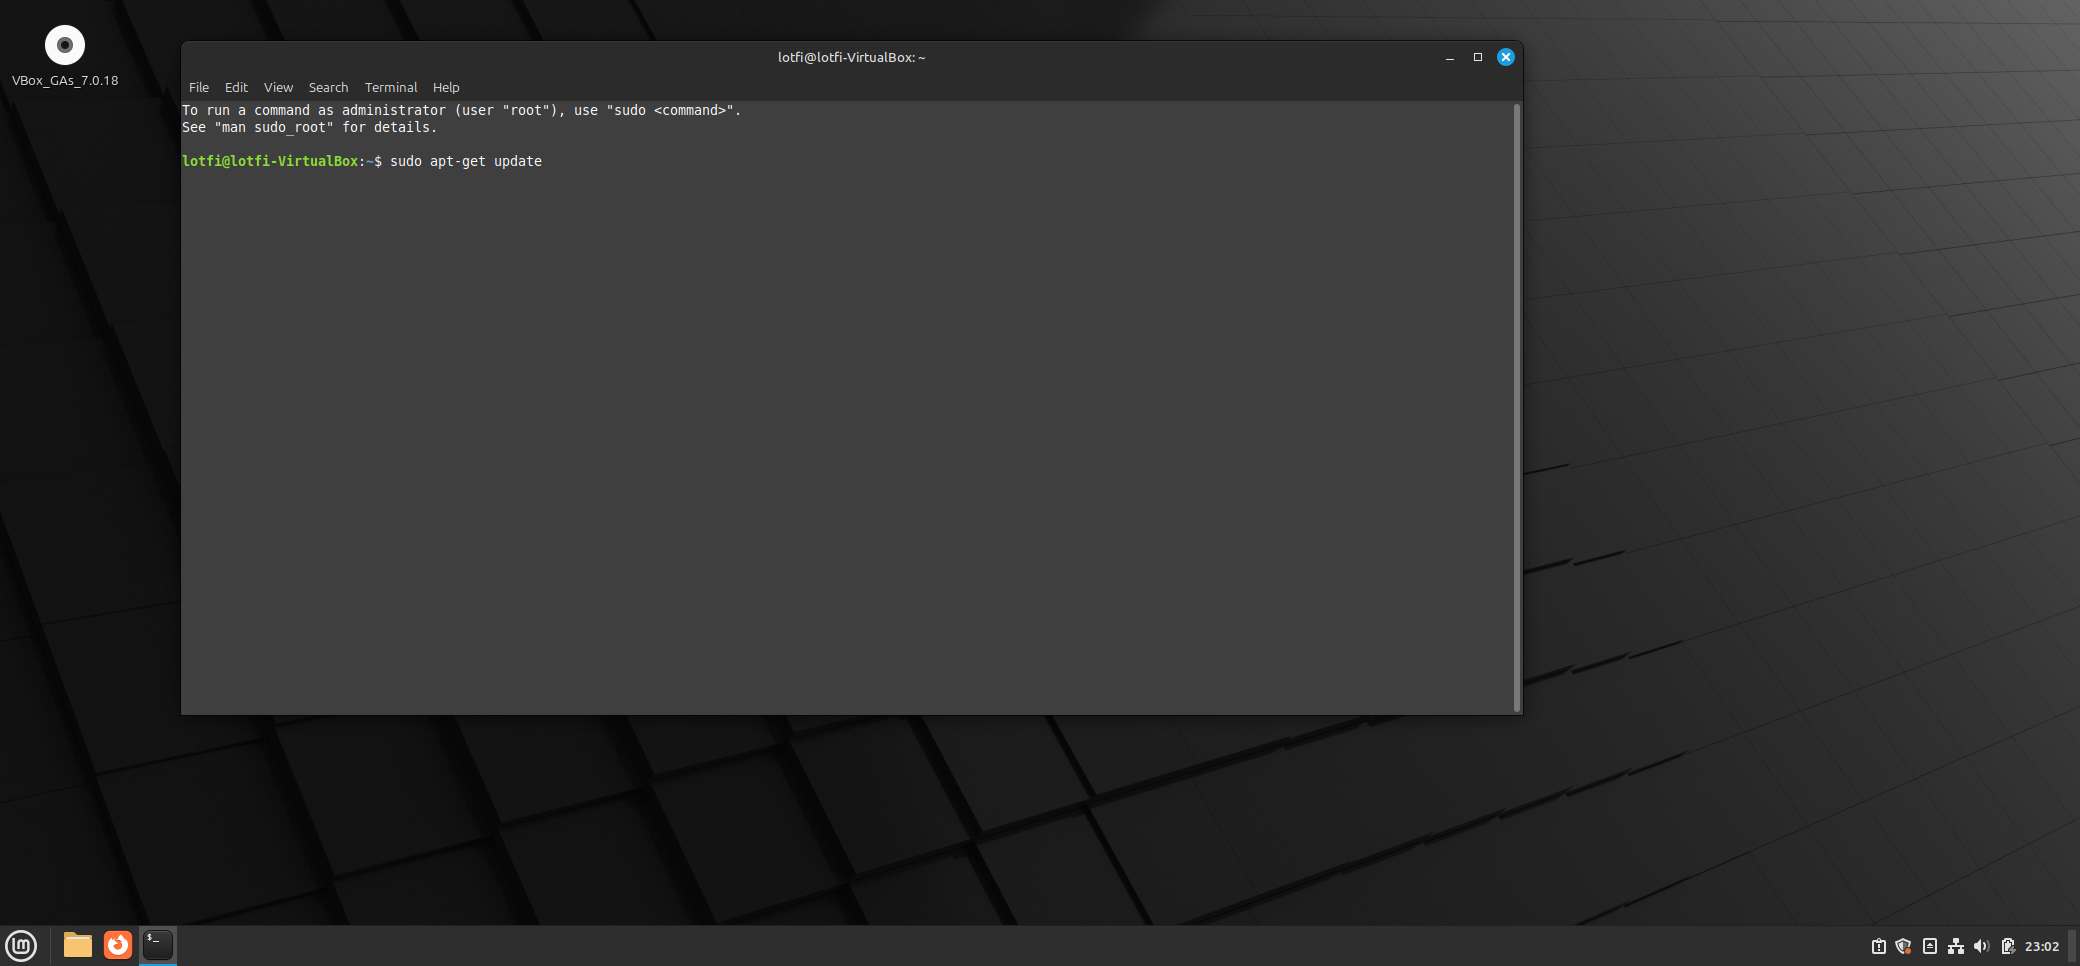 VBox_GAs_7.0.18
lotfi@lotfi-VirtualBox: ~
File Edit View Search Terminal Help
To run a command as administrator (user "root"), use "sudo <command>".
See "man sudo_root" for details.
lotfi@lotfi-VirtualBox:~$ sudo apt-get update
$_
23:02